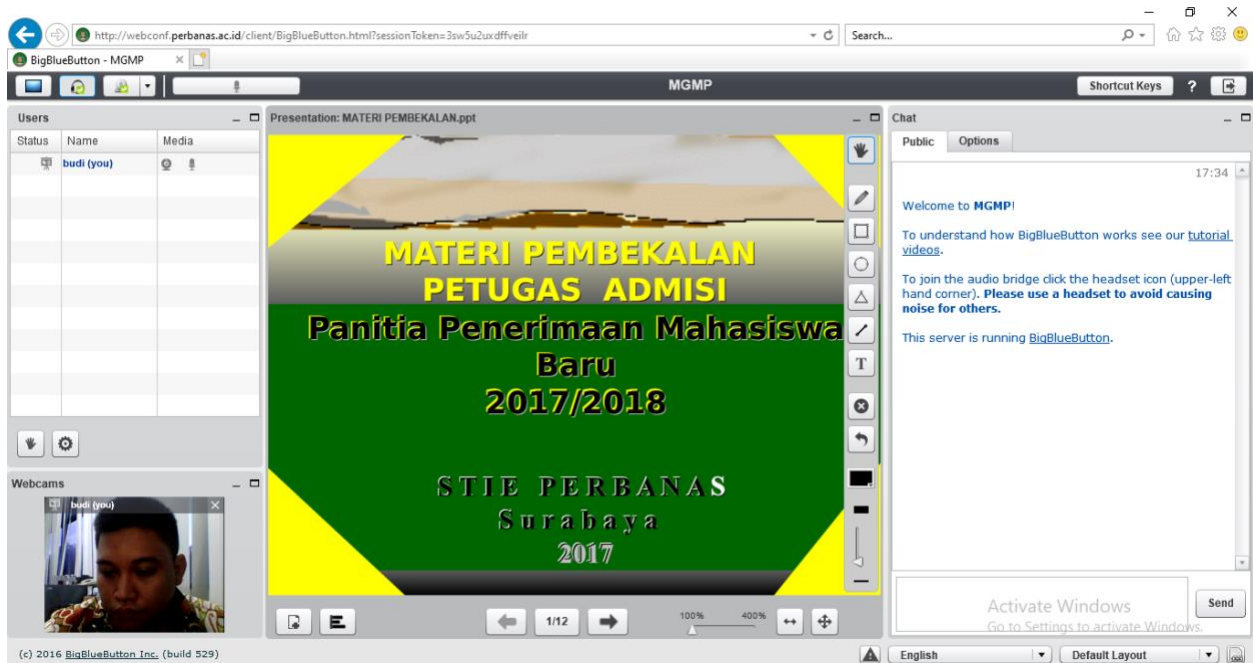 http://webconf.perbanas.ac.id/client/BigBlueButton.html?sessionToken=3sw5u2uxdffveilr
Search...
BigBlueButton - MGMP
MGMP
Shortcut Keys
?
Users
Status Name Media
budi (you)
Webcams
budi (you)
Presentation: MATERI PEMBEKALAN.ppt
MATERI PEMBEKALAN
PETUGAS ADMISI
Panitia Penerimaan Mahasiswa
Baru
2017/2018
STIE PERBANAS
Surabaya
2017
T
1/12
100% 400%
Chat
Public Options
17:34
Welcome to MGMP!
To understand how BigBlueButton works see our tutorial
videos.
To join the audio bridge click the headset icon (upper-left
hand corner). Please use a headset to avoid causing
noise for others.
This server is running BigBlueButton.
Activate Windows
Go to Settings to activate Windows.
Send
(c) 2016 BigBlueButton Inc. (build 529)
English
Default Layout